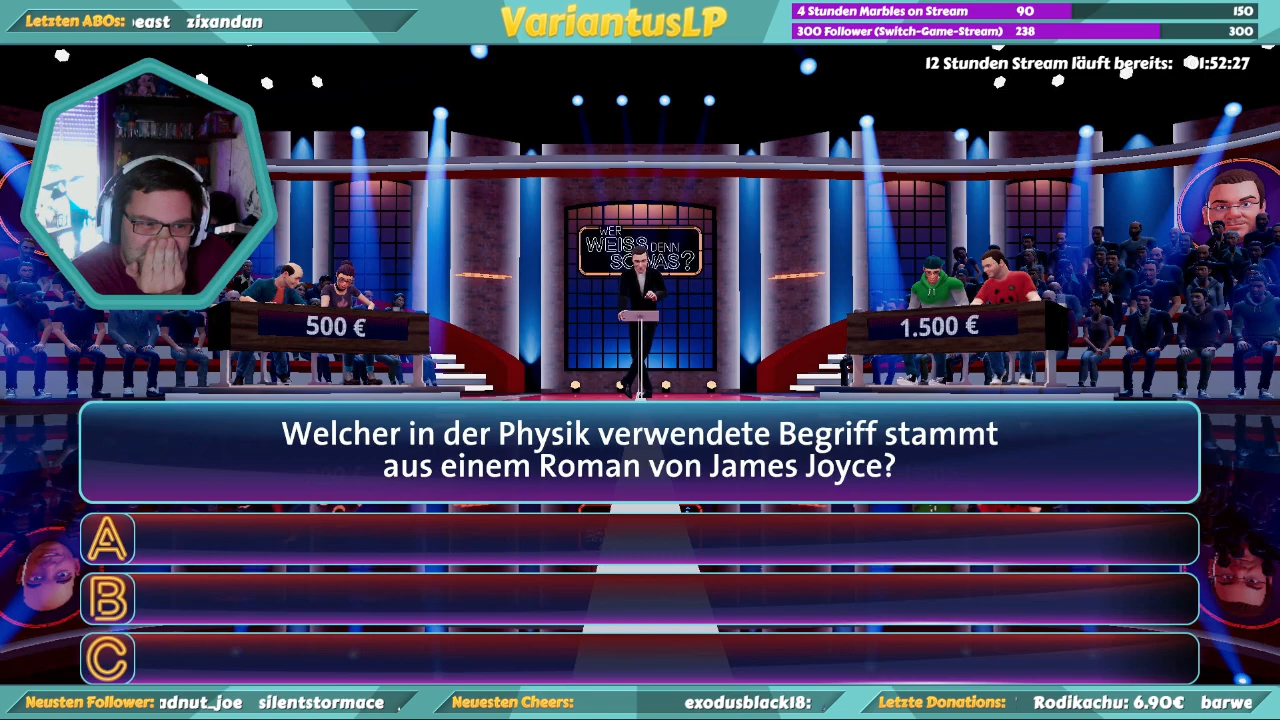 Letzten ABOs: east zixandan
VariantusLP
4 Stunden Marbles on Stream 90 150
300 Follower (Switch-Game-Stream) 238 300
12 Stunden Stream läuft bereits: 01:52:27
WER
WEISS DENN
SOWAS?
500 €
1.500 €
Welcher in der Physik verwendete Begriff stammt
aus einem Roman von James Joyce?
A
B
C
Neusten Follower: adnut_joe silentstormace
Neuesten Cheers: exodusblack18:
Letzte Donations: Rodikachu: 6.90€ barwe